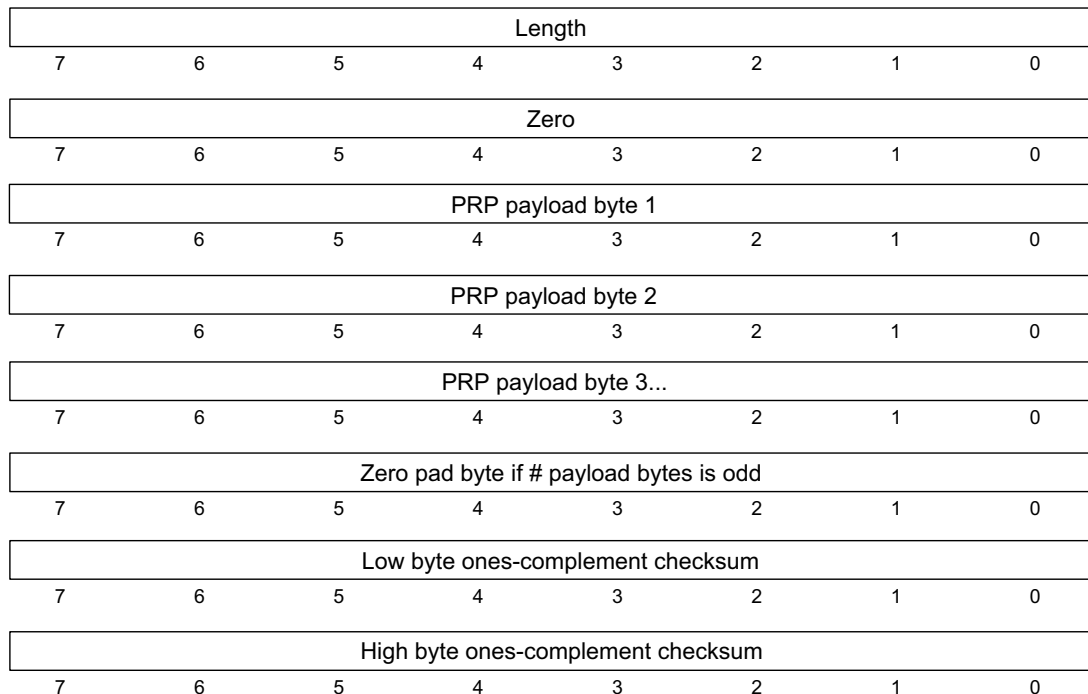 Length
7 6 5 4 3 2 1 0
Zero
7 6 5 4 3 2 1 0
PRP payload byte 1
7 6 5 4 3 2 1 0
PRP payload byte 2
7 6 5 4 3 2 1 0
PRP payload byte 3...
7 6 5 4 3 2 1 0
Zero pad byte if # payload bytes is odd
7 6 5 4 3 2 1 0
Low byte ones-complement checksum
7 6 5 4 3 2 1 0
High byte ones-complement checksum
7 6 5 4 3 2 1 0